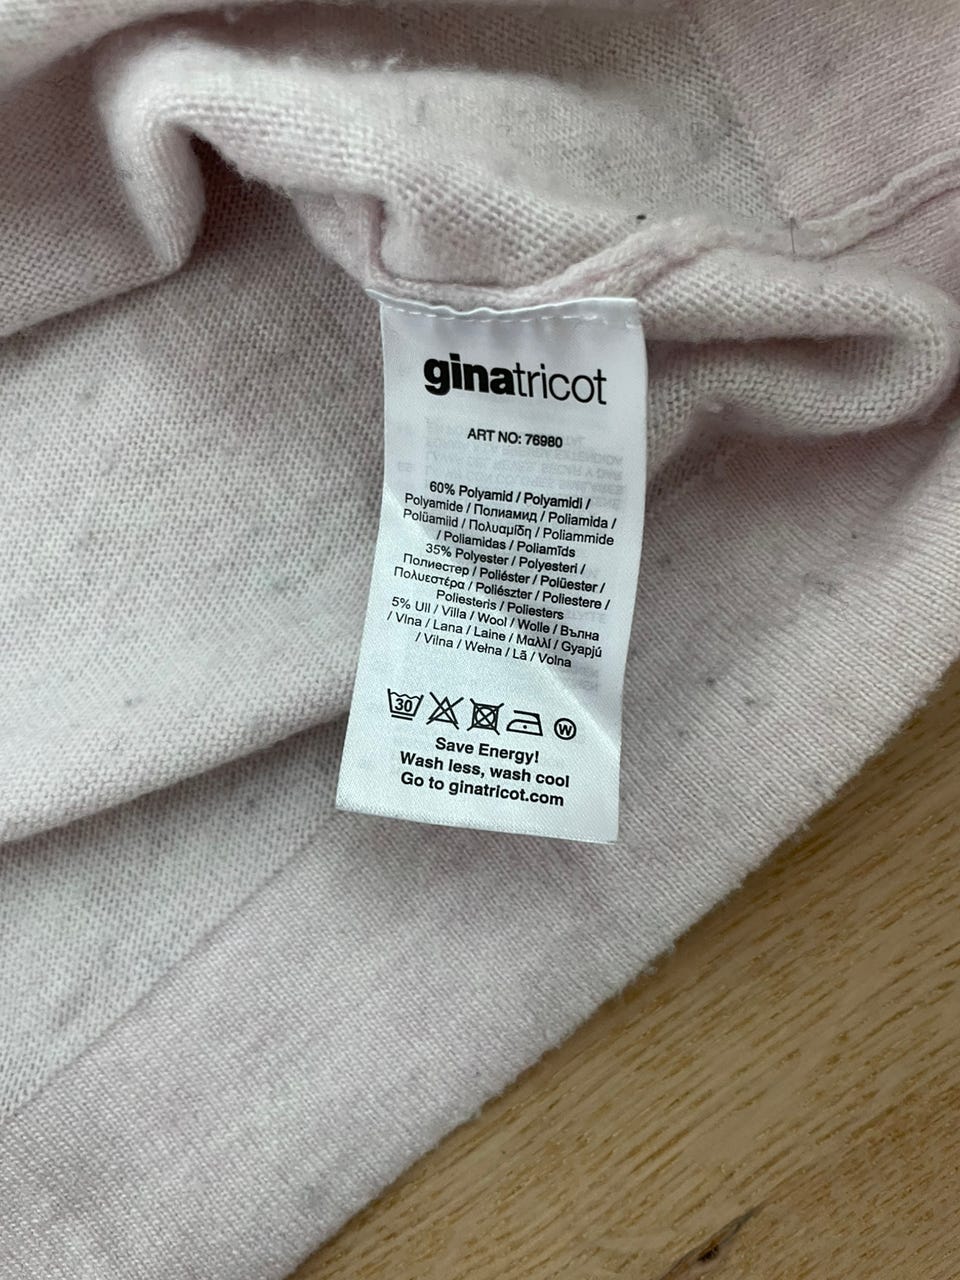 ginatricot
ART NO: 76980
60% Polyamid / Polyamidi /
Polyamide / Полиамид / Poliamida /
Polüamiid / Πολυαμίδη / Poliammide
/ Poliamidas / Poliamīds
35% Polyester / Polyesteri /
Полиестер / Poliéster / Polüester /
Πολυεστέρα / Poliészter / Poliestere /
Poliesteris / Poliesters
5% Ull / Villa / Wool / Wolle / Вълна
/ Vlna / Lana / Laine / Μαλλί / Gyapjú
/ Vilna / Wełna / Lã / Volna
30
W
Save Energy!
Wash less, wash cool
Go to ginatricot.com